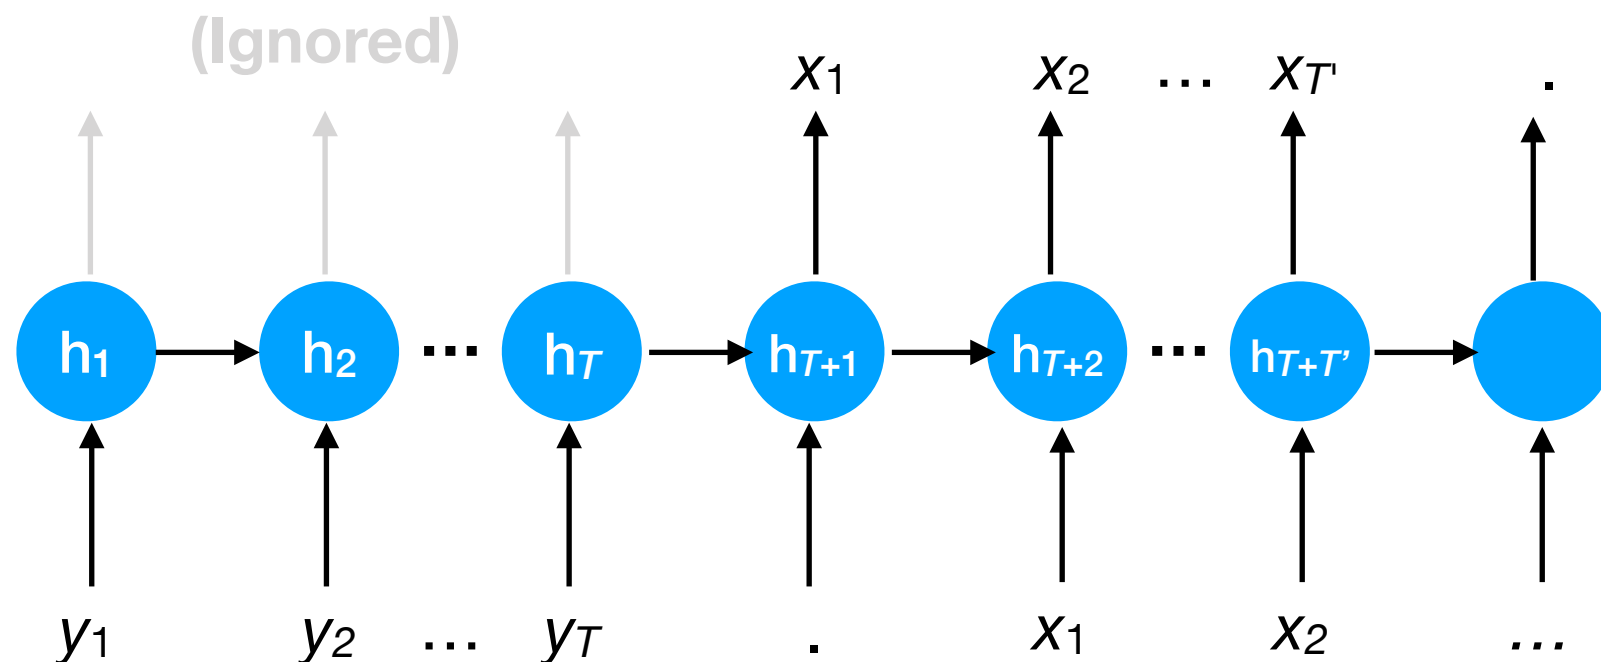 (Ignored)
x1 x2 ... xT' .
h1 h2 ... hT hT+1 hT+2 ... hT+T'
y1 y2 ... yT . x1 x2 ...